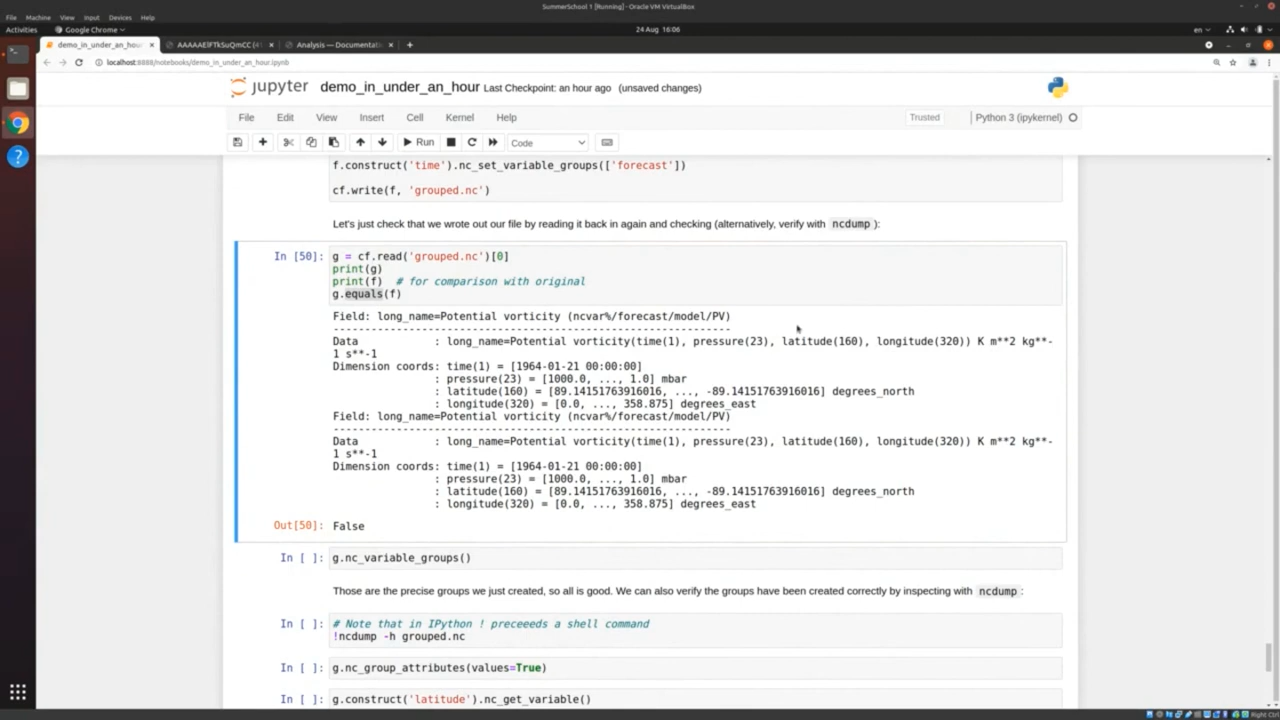 SummerSchool 1 [Running] - Oracle VM VirtualBox
File Machine View Input Devices Help
Activities Google Chrome 24 Aug 16:06 en
demo_in_under_an_hour × AAAAAElFTkSuQmCC (4 × Analysis — Documentati × +
localhost:8888/notebooks/demo_in_under_an_hour.ipynb
jupyter demo_in_under_an_hour Last Checkpoint: an hour ago (unsaved changes)
File Edit View Insert Cell Kernel Help Trusted Python 3 (ipykernel)
Run Code
f.construct('time').nc_set_variable_groups(['forecast'])
cf.write(f, 'grouped.nc')
Let's just check that we wrote out our file by reading it back in again and checking (alternatively, verify with ncdump ):
In [50]: g = cf.read('grouped.nc')[0]
print(g)
print(f) # for comparison with original
g.equals(f)
Field: long_name=Potential vorticity (ncvar%/forecast/model/PV)
-----------------------------------------------------------
Data : long_name=Potential vorticity(time(1), pressure(23), latitude(160), longitude(320)) K m**2 kg**-
1 s**-1
Dimension coords: time(1) = [1964-01-21 00:00:00]
: pressure(23) = [1000.0, ..., 1.0] mbar
: latitude(160) = [89.14151763916016, ..., -89.14151763916016] degrees_north
: longitude(320) = [0.0, ..., 358.875] degrees_east
Field: long_name=Potential vorticity (ncvar%/forecast/model/PV)
-----------------------------------------------------------
Data : long_name=Potential vorticity(time(1), pressure(23), latitude(160), longitude(320)) K m**2 kg**-
1 s**-1
Dimension coords: time(1) = [1964-01-21 00:00:00]
: pressure(23) = [1000.0, ..., 1.0] mbar
: latitude(160) = [89.14151763916016, ..., -89.14151763916016] degrees_north
: longitude(320) = [0.0, ..., 358.875] degrees_east
Out[50]: False
In [ ]: g.nc_variable_groups()
Those are the precise groups we just created, so all is good. We can also verify the groups have been created correctly by inspecting with ncdump :
In [ ]: # Note that in IPython ! preceeeds a shell command
!ncdump -h grouped.nc
In [ ]: g.nc_group_attributes(values=True)
In [ ]: g.construct('latitude').nc_get_variable()
Right Ctrl